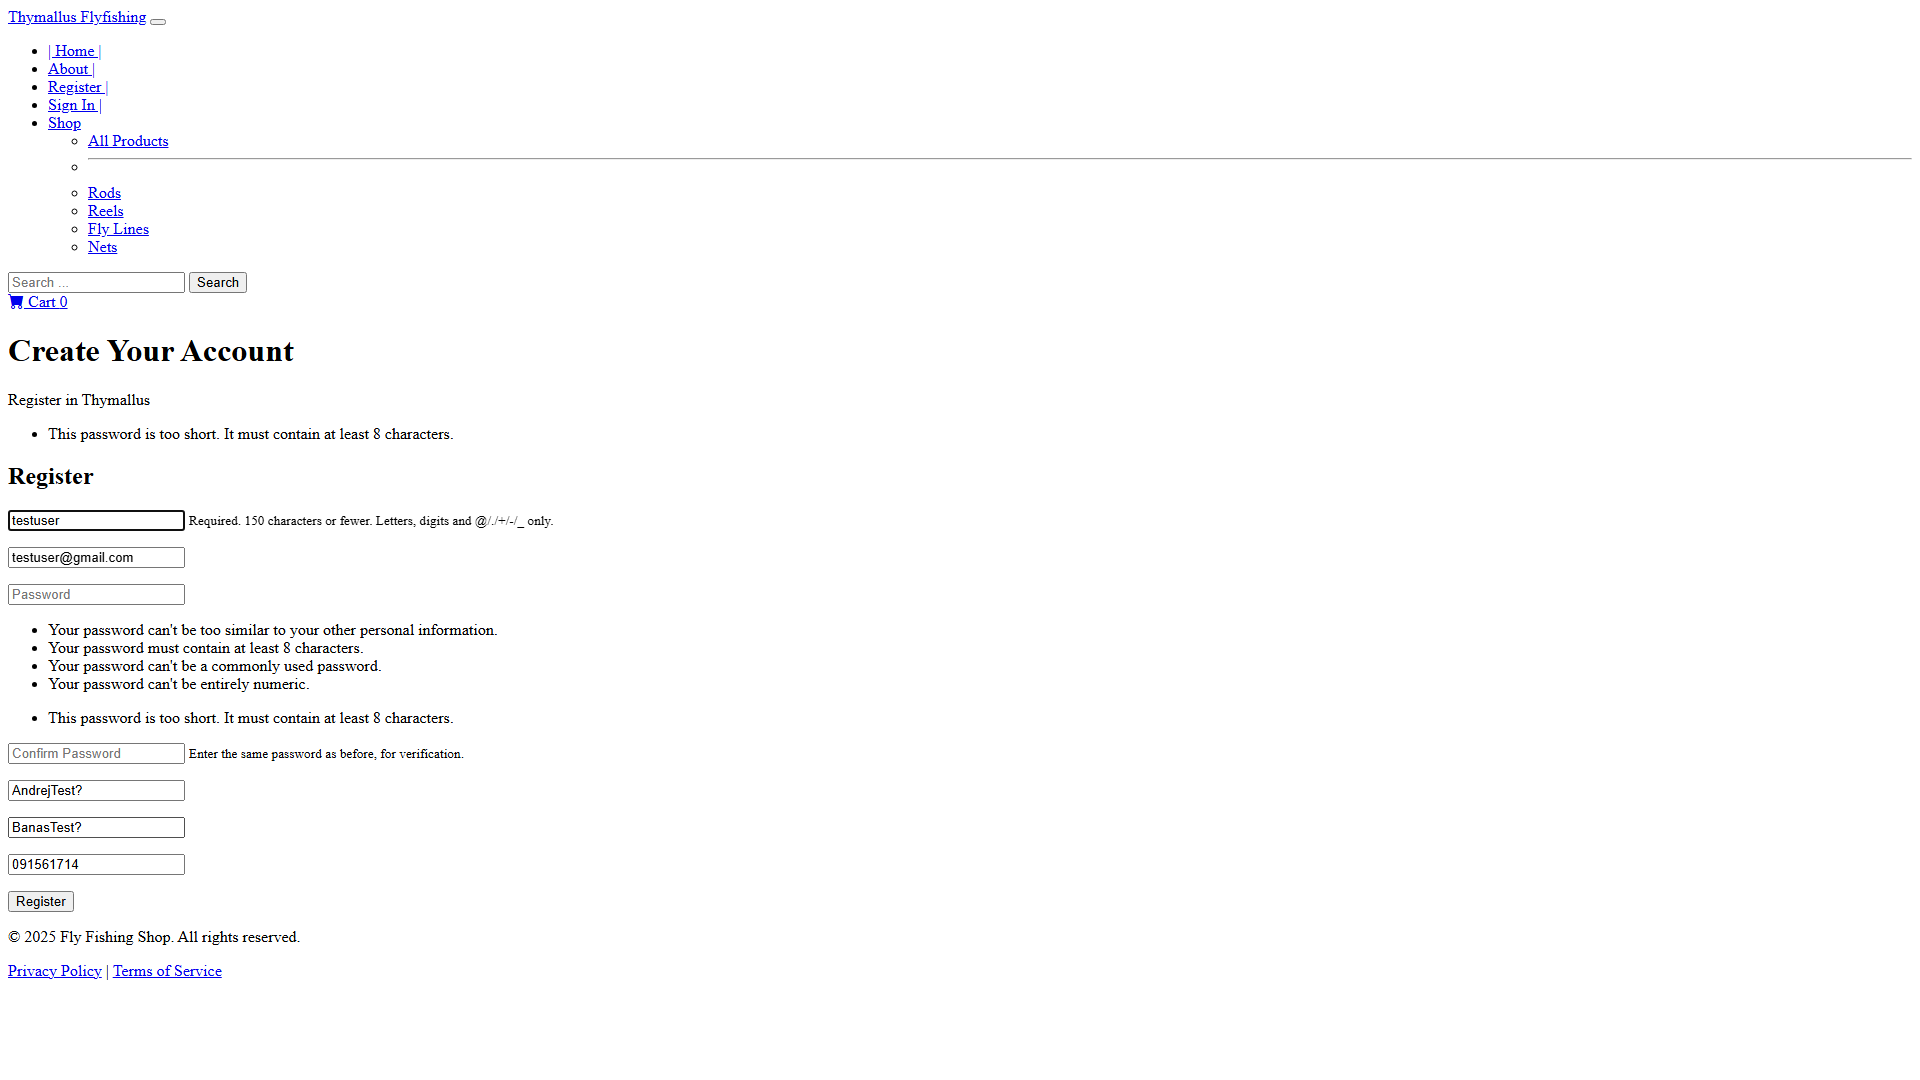 Thymallus Flyfishing
| Home |
About |
Register |
Sign In |
Shop
All Products
Rods
Reels
Fly Lines
Nets
Search ... Search
Cart 0
Create Your Account
Register in Thymallus
This password is too short. It must contain at least 8 characters.
Register
testuser Required. 150 characters or fewer. Letters, digits and @/./+/-/_ only.
testuser@gmail.com
Password
Your password can't be too similar to your other personal information.
Your password must contain at least 8 characters.
Your password can't be a commonly used password.
Your password can't be entirely numeric.
This password is too short. It must contain at least 8 characters.
Confirm Password Enter the same password as before, for verification.
AndrejTest?
BanasTest?
091561714
Register
© 2025 Fly Fishing Shop. All rights reserved.
Privacy Policy | Terms of Service